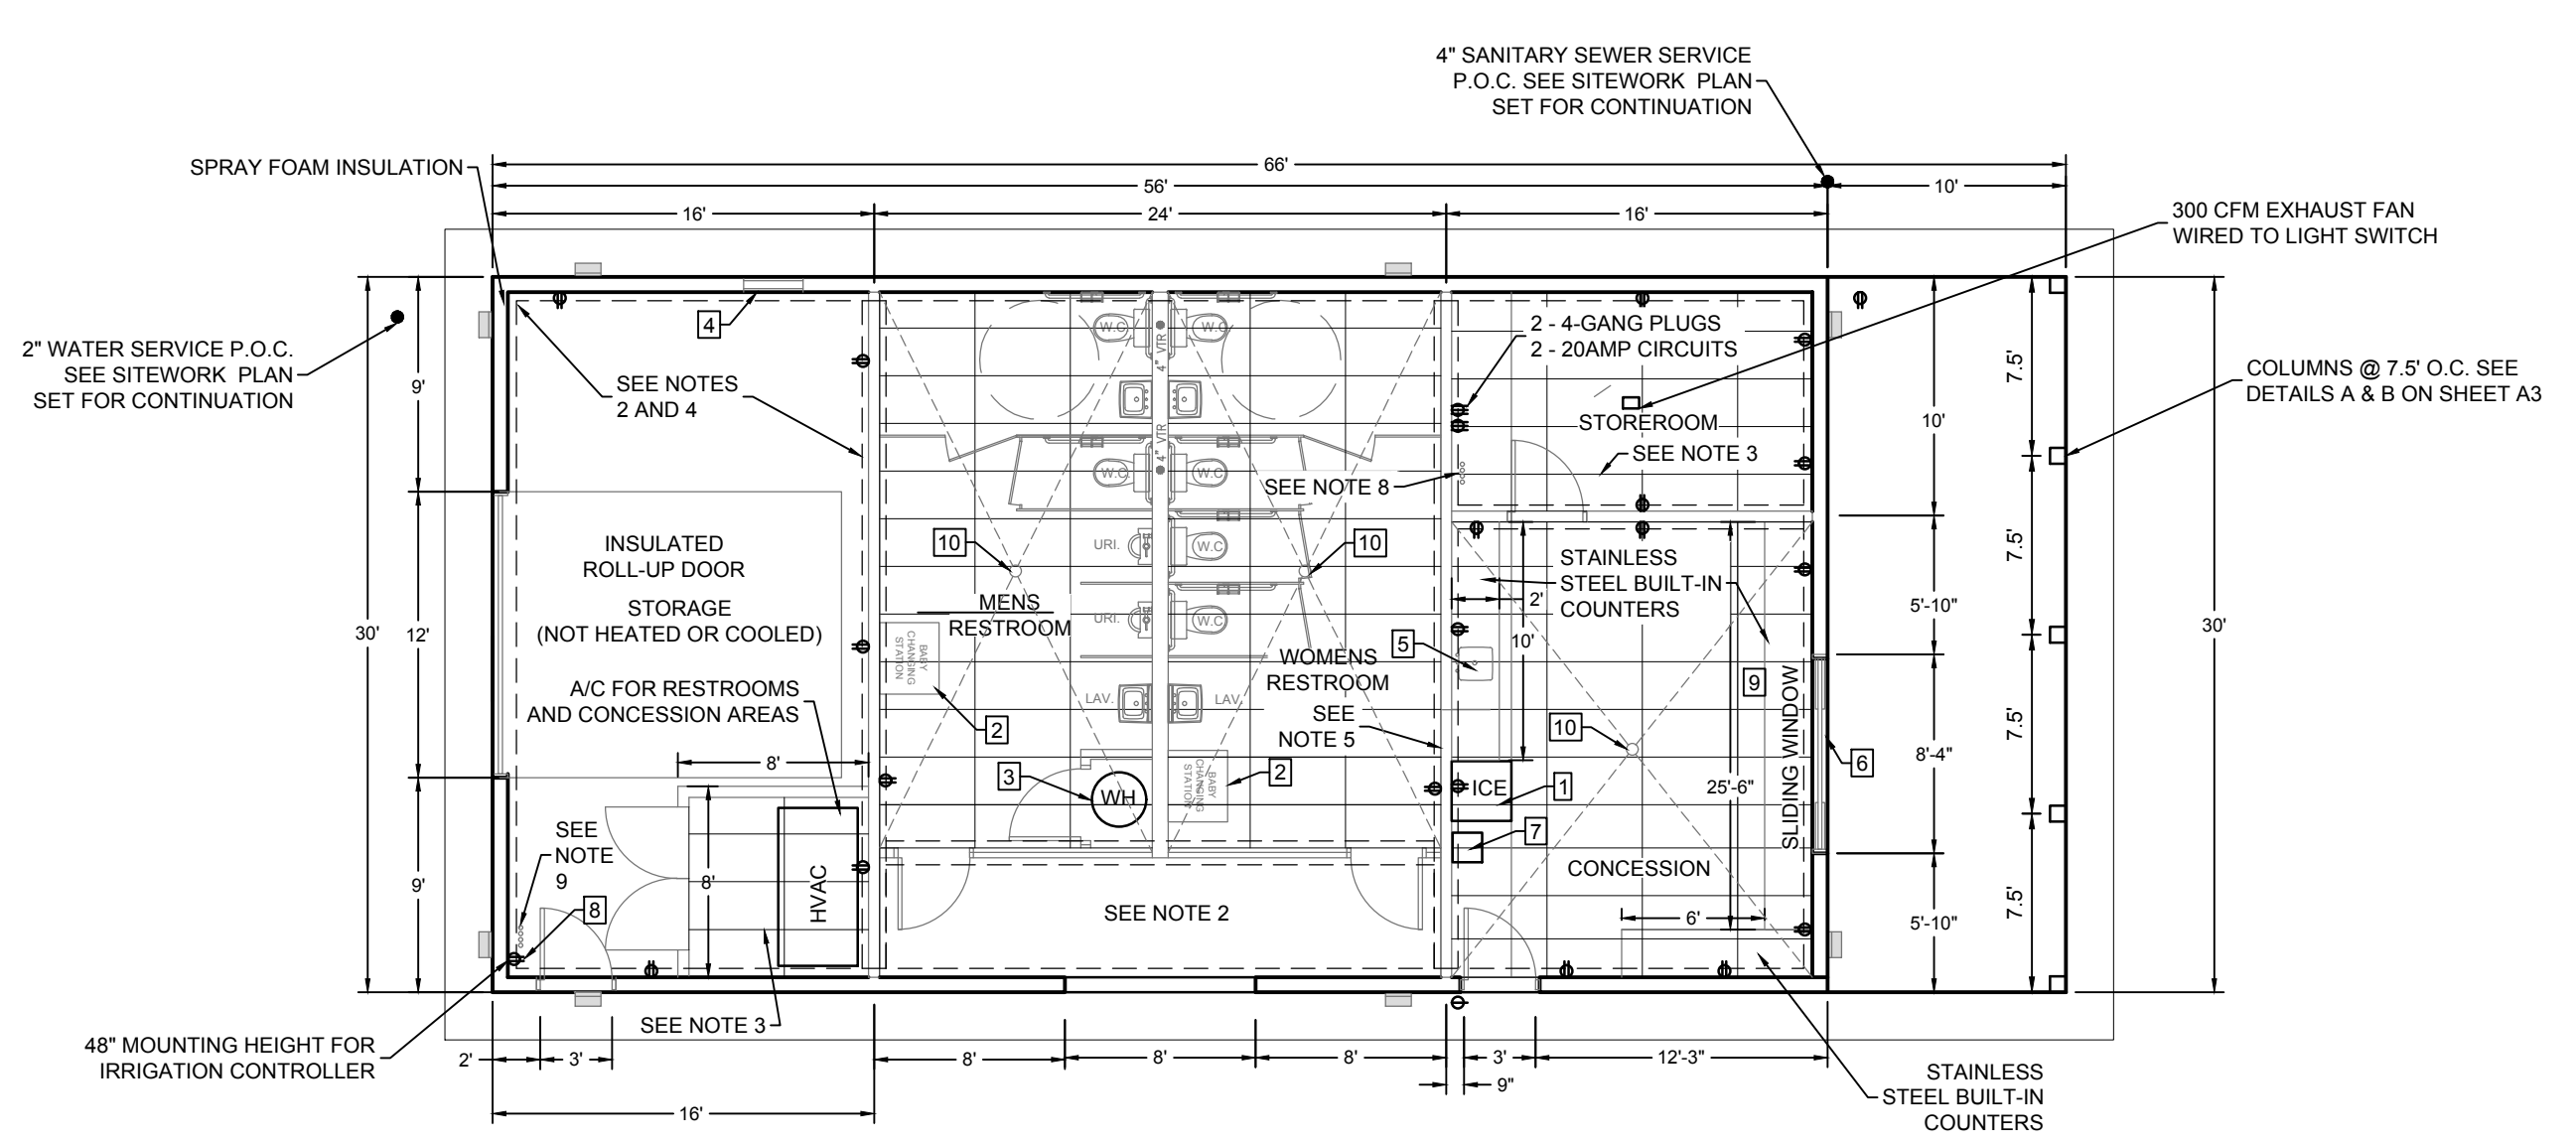 4" SANITARY SEWER SERVICE
P.O.C. SEE SITEWORK PLAN
SET FOR CONTINUATION
SPRAY FOAM INSULATION
66'
56'
10'
16'
24'
16'
300 CFM EXHAUST FAN
WIRED TO LIGHT SWITCH
2" WATER SERVICE P.O.C.
SEE SITEWORK PLAN
SET FOR CONTINUATION
4
SEE NOTES
2 AND 4
W.C.
W.C.
4" VTR
4" VTR
W.C.
W.C.
2 - 4-GANG PLUGS
2 - 20AMP CIRCUITS
STOREROOM
SEE NOTE 3
SEE NOTE 8
COLUMNS @ 7.5' O.C. SEE
DETAILS A & B ON SHEET A3
30'
9'
12'
9'
10'
5'-10"
8'-4"
5'-10"
7.5'
7.5'
7.5'
7.5'
30'
INSULATED
ROLL-UP DOOR
STORAGE
(NOT HEATED OR COOLED)
A/C FOR RESTROOMS
AND CONCESSION AREAS
8'
8'
HVAC
SEE
NOTE
9
8
10
10
URI.
W.C.
URI.
W.C.
MENS
RESTROOM
BABY
CHANGING
STATION
2
LAV.
LAV.
WOMENS
RESTROOM
SEE
NOTE 5
3
WH
BABY
CHANGING
STATION
2
SEE NOTE 2
STAINLESS
STEEL BUILT-IN
COUNTERS
2'
10'
5
9
10
SLIDING WINDOW
6
ICE
1
7
25'-6"
CONCESSION
6'
SEE NOTE 3
48" MOUNTING HEIGHT FOR
IRRIGATION CONTROLLER
2'
3'
8'
8'
8'
3'
12'-3"
9"
16'
STAINLESS
STEEL BUILT-IN
COUNTERS